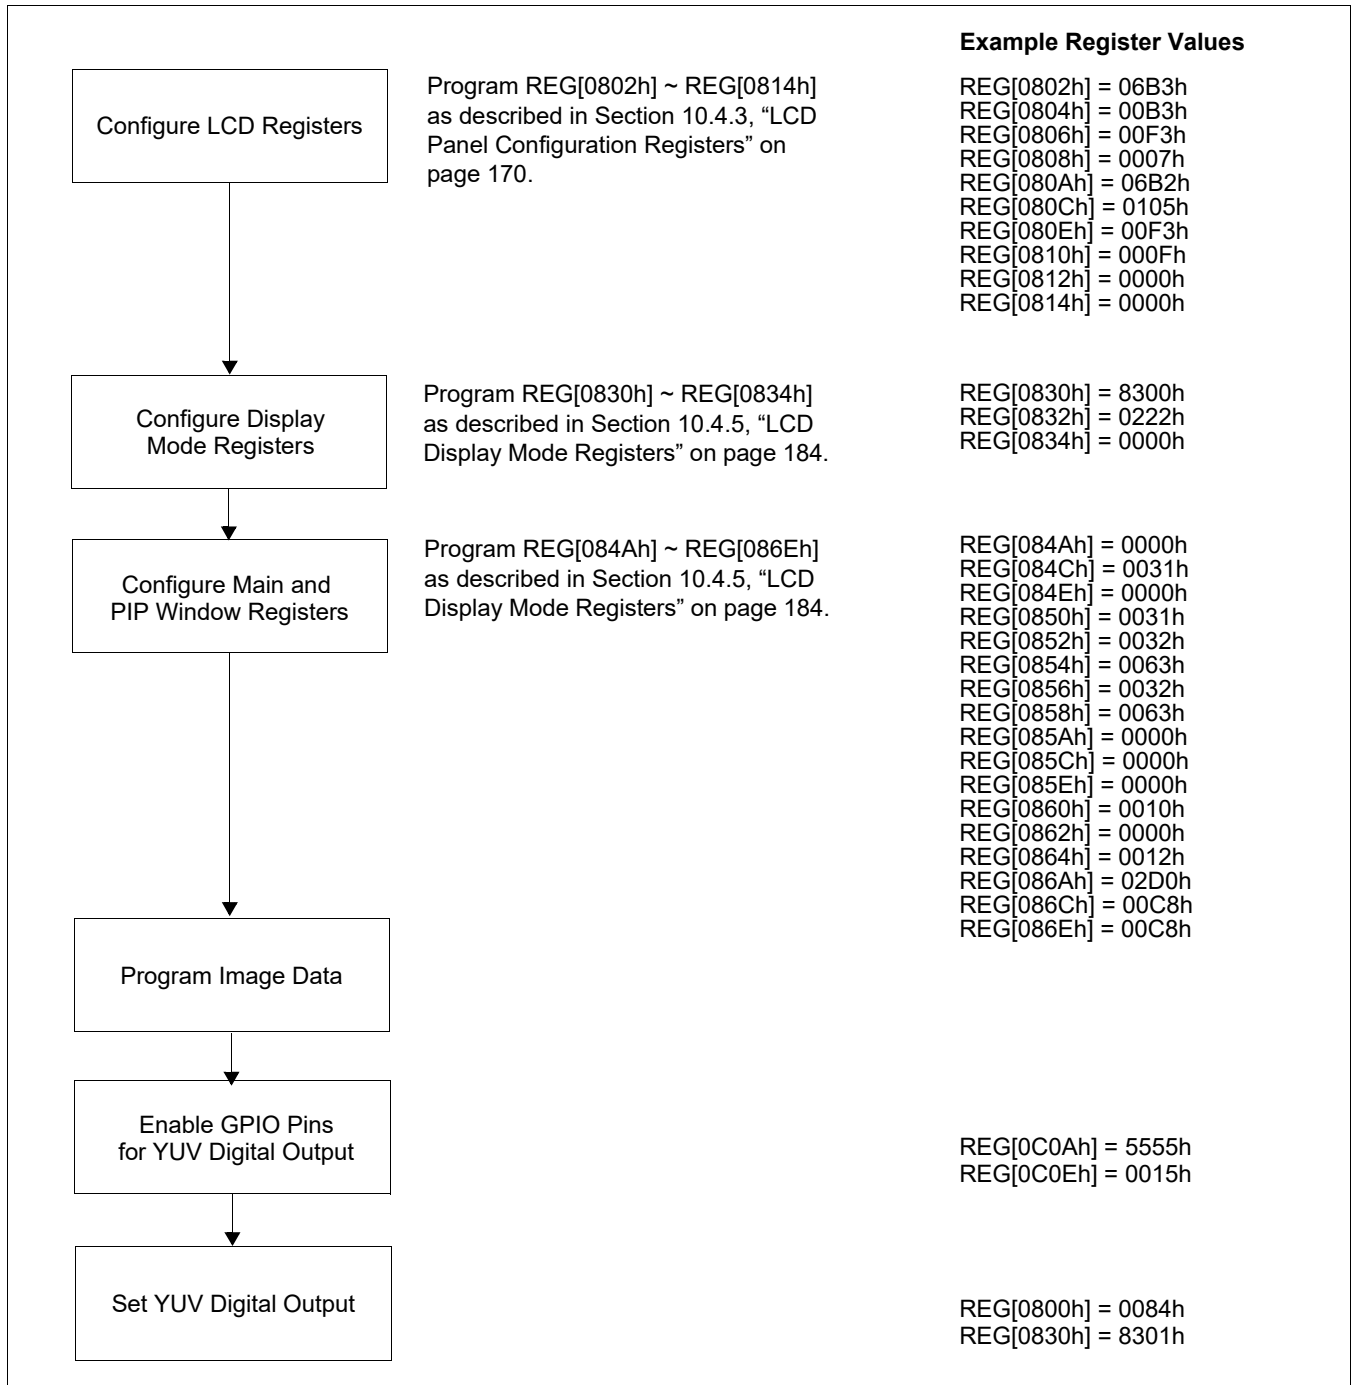 Example Register Values
Configure LCD Registers
Program REG[0802h] ~ REG[0814h]
as described in Section 10.4.3, “LCD
Panel Configuration Registers” on
page 170.
REG[0802h] = 06B3h
REG[0804h] = 00B3h
REG[0806h] = 00F3h
REG[0808h] = 0007h
REG[080Ah] = 06B2h
REG[080Ch] = 0105h
REG[080Eh] = 00F3h
REG[0810h] = 000Fh
REG[0812h] = 0000h
REG[0814h] = 0000h
Configure Display
Mode Registers
Program REG[0830h] ~ REG[0834h]
as described in Section 10.4.5, “LCD
Display Mode Registers” on page 184.
REG[0830h] = 8300h
REG[0832h] = 0222h
REG[0834h] = 0000h
Configure Main and
PIP Window Registers
Program REG[084Ah] ~ REG[086Eh]
as described in Section 10.4.5, “LCD
Display Mode Registers” on page 184.
REG[084Ah] = 0000h
REG[084Ch] = 0031h
REG[084Eh] = 0000h
REG[0850h] = 0031h
REG[0852h] = 0032h
REG[0854h] = 0063h
REG[0856h] = 0032h
REG[0858h] = 0063h
REG[085Ah] = 0000h
REG[085Ch] = 0000h
REG[085Eh] = 0000h
REG[0860h] = 0010h
REG[0862h] = 0000h
REG[0864h] = 0012h
REG[086Ah] = 02D0h
REG[086Ch] = 00C8h
REG[086Eh] = 00C8h
Program Image Data
Enable GPIO Pins
for YUV Digital Output
REG[0C0Ah] = 5555h
REG[0C0Eh] = 0015h
Set YUV Digital Output
REG[0800h] = 0084h
REG[0830h] = 8301h